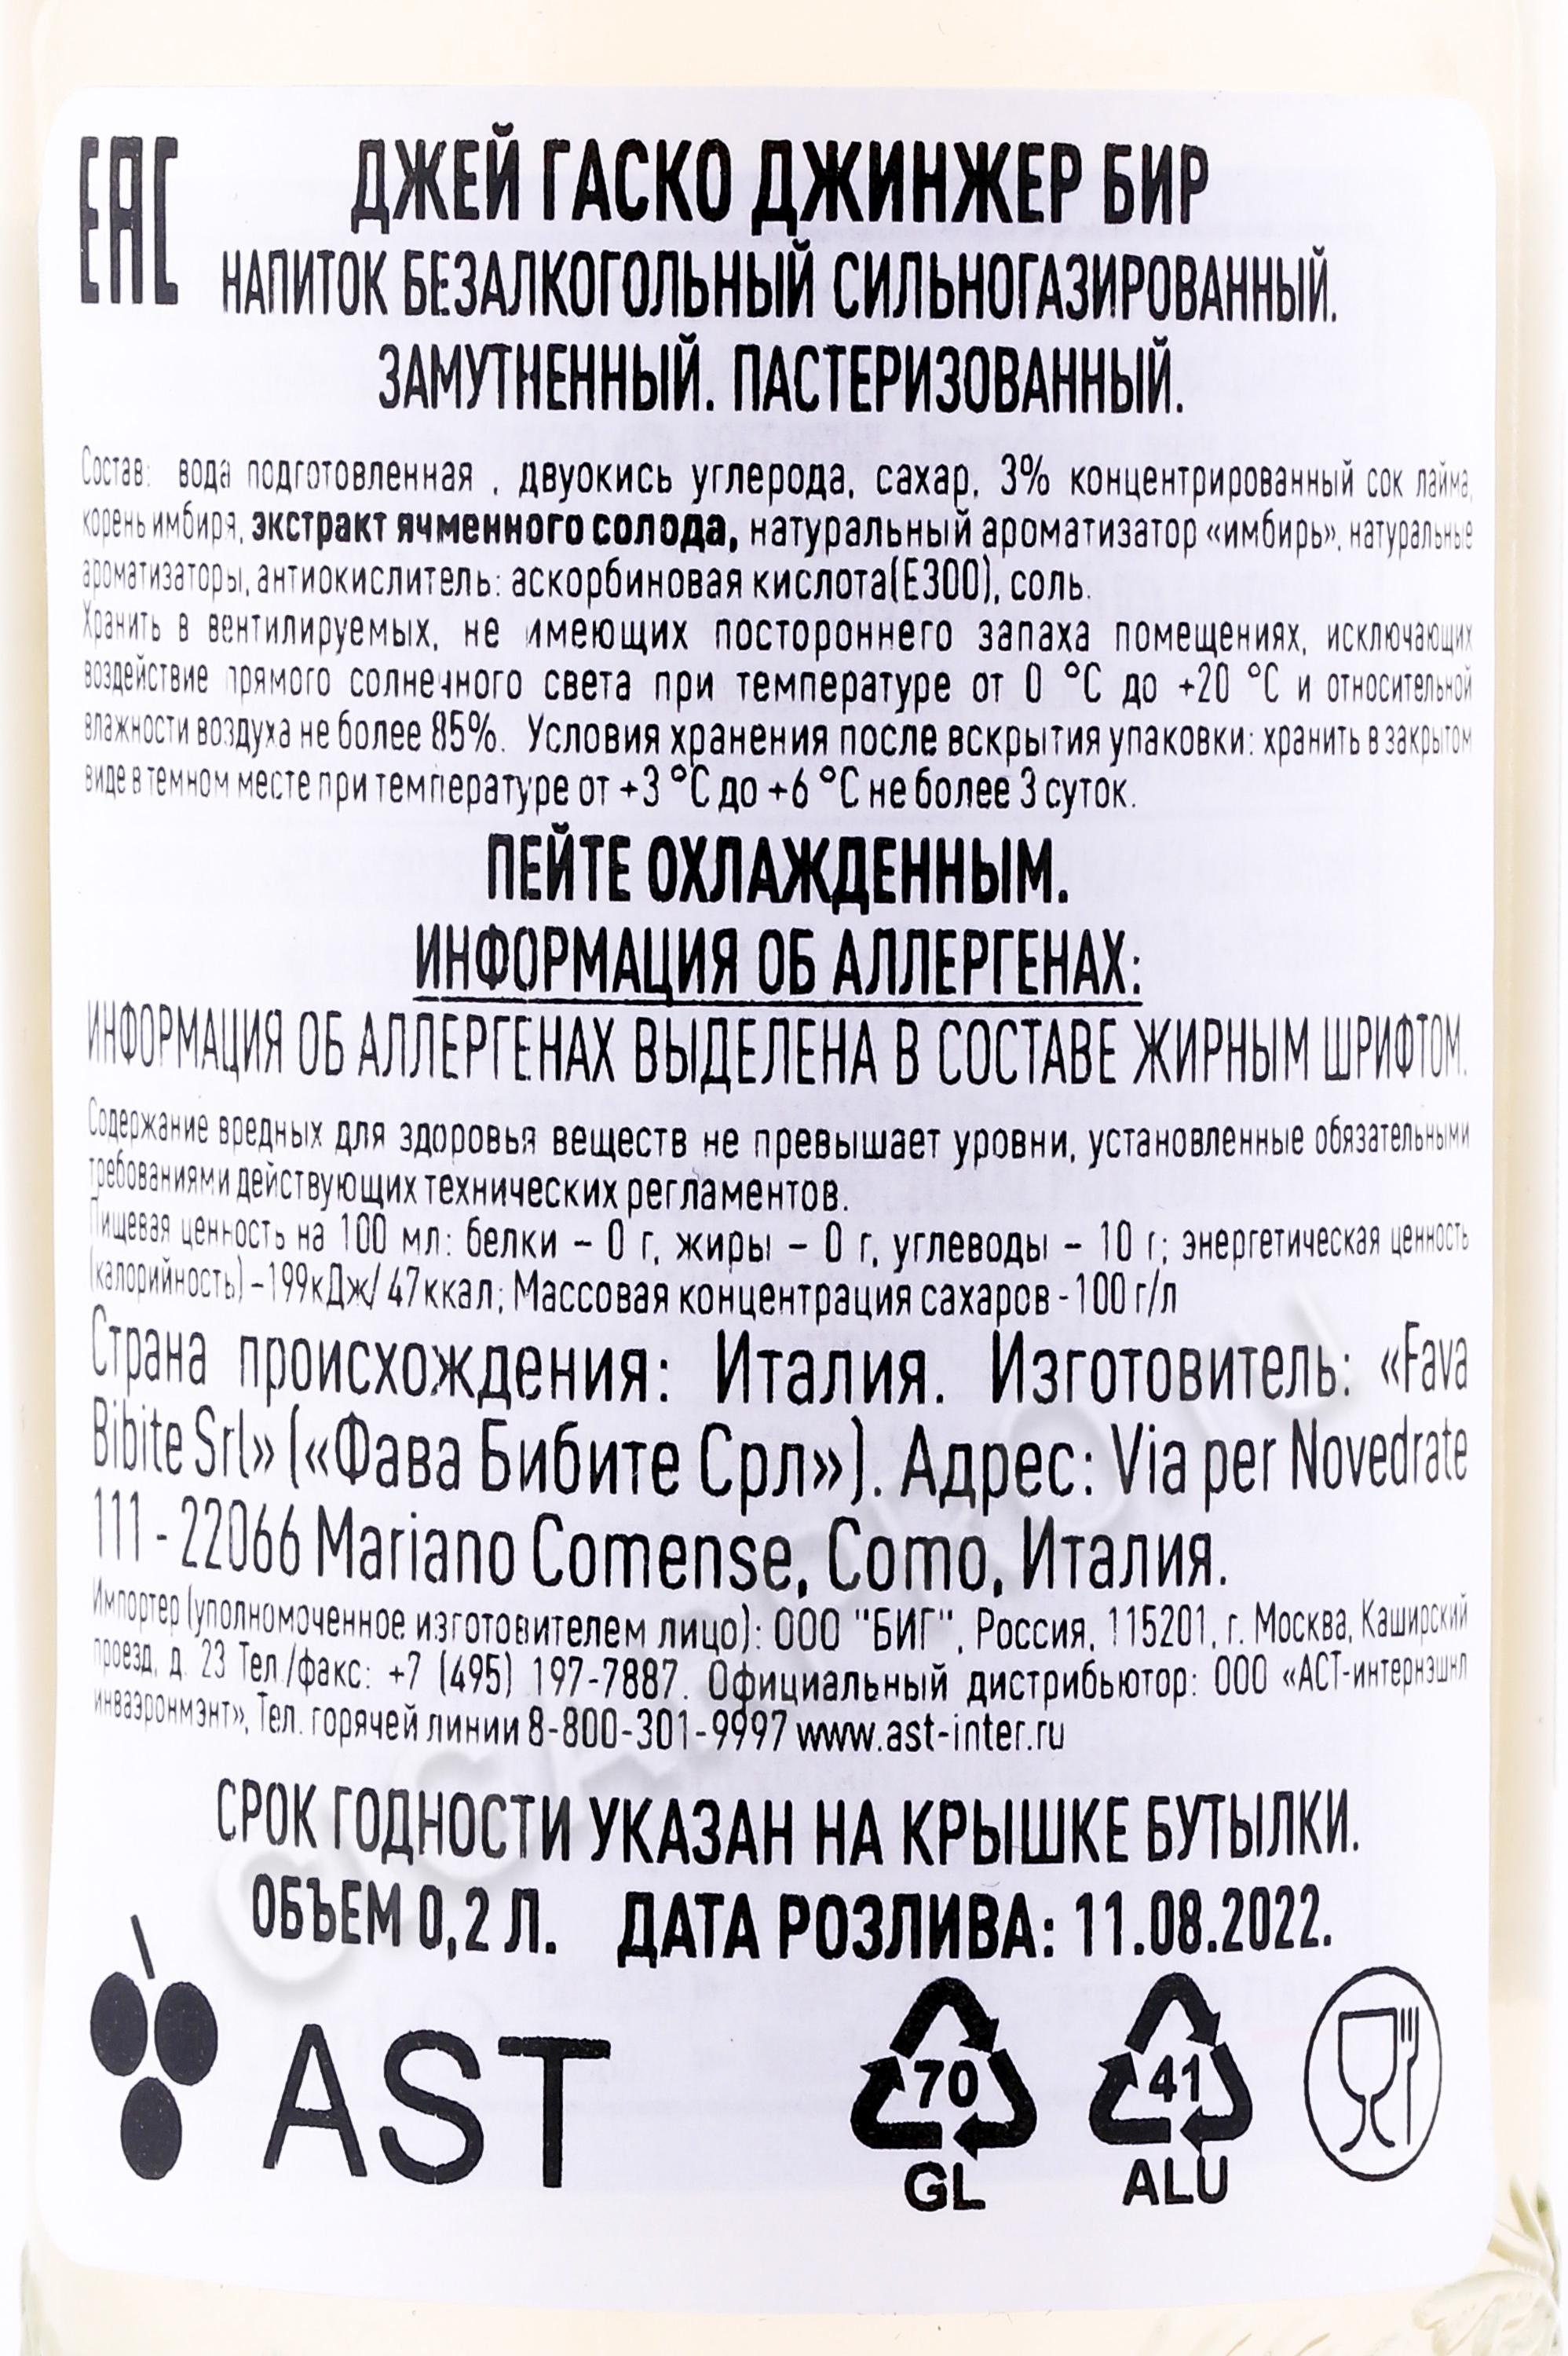 ЕАС
ДЖЕЙ ГАСКО ДЖИНЖЕР БИР
НАПИТОК БЕЗАЛКОГОЛЬНЫЙ СИЛЬНОГАЗИРОВАННЫЙ.
ЗАМУТНЕННЫЙ. ПАСТЕРИЗОВАННЫЙ.
Состав: вода подготовленная , двуокись углерода, сахар, 3% концентрированный сок лайма,
корень имбиря, экстракт ячменного солода, натуральный ароматизатор «имбирь», натуральные
ароматизаторы, антиокислитель: аскорбиновая кислота(Е300), соль.
Хранить в вентилируемых, не имеющих постороннего запаха помещениях, исключающих
воздействие прямого солнечного света при температуре от 0 °С до +20 °С и относительной
влажности воздуха не более 85%. Условия хранения после вскрытия упаковки: хранить в закрытом
виде в темном месте при температуре от +3 °С до +6 °С не более 3 суток.
ПЕЙТЕ ОХЛАЖДЕННЫМ.
ИНФОРМАЦИЯ ОБ АЛЛЕРГЕНАХ:
ИНФОРМАЦИЯ ОБ АЛЛЕРГЕНАХ ВЫДЕЛЕНА В СОСТАВЕ ЖИРНЫМ ШРИФТОМ.
Содержание вредных для здоровья веществ не превышает уровни, установленные обязательными
требованиями действующих технических регламентов.
Пищевая ценность на 100 мл: белки – 0 г, жиры – 0 г, углеводы – 10 г; энергетическая ценность
(калорийность) –199кДж/ 47ккал; Массовая концентрация сахаров -100 г/л
Страна происхождения: Италия. Изготовитель: «Fava
Bibite Srl» («Фава Бибите Срл»). Адрес: Via per Novedrate
111 - 22066 Mariano Comense, Como, Италия.
Импортер (уполномоченное изготовителем лицо): ООО "БИГ", Россия, 115201, г. Москва, Каширский
проезд, д. 23 Тел./факс: +7 (495) 197-7887. Официальный дистрибьютор: ООО «АСТ-интернэшнл
инваэронмэнт», Тел. горячей линии 8-800-301-9997 www.ast-inter.ru
СРОК ГОДНОСТИ УКАЗАН НА КРЫШКЕ БУТЫЛКИ.
ОБЪЕМ 0,2 Л. ДАТА РОЗЛИВА: 11.08.2022.
AST
70
GL
41
ALU